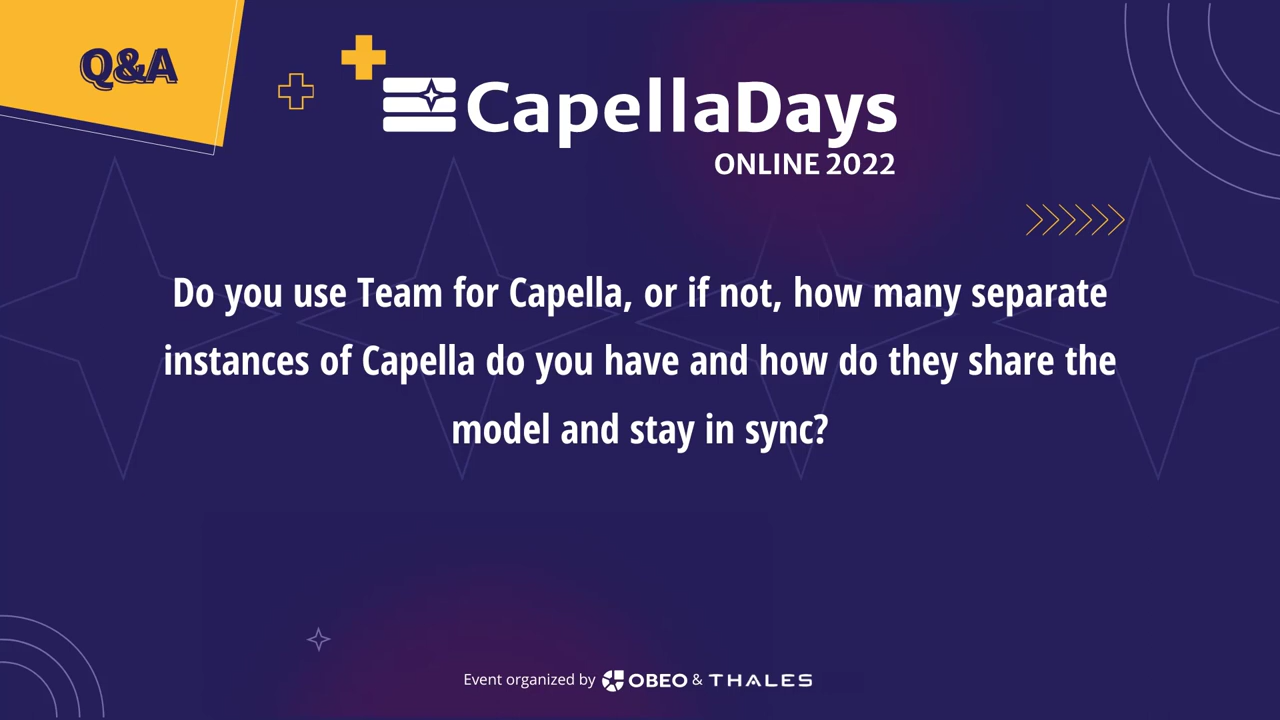 Q&A
CapellaDays
ONLINE 2022
Do you use Team for Capella, or if not, how many separate
instances of Capella do you have and how do they share the
model and stay in sync?
Event organized by OBEO & THALES